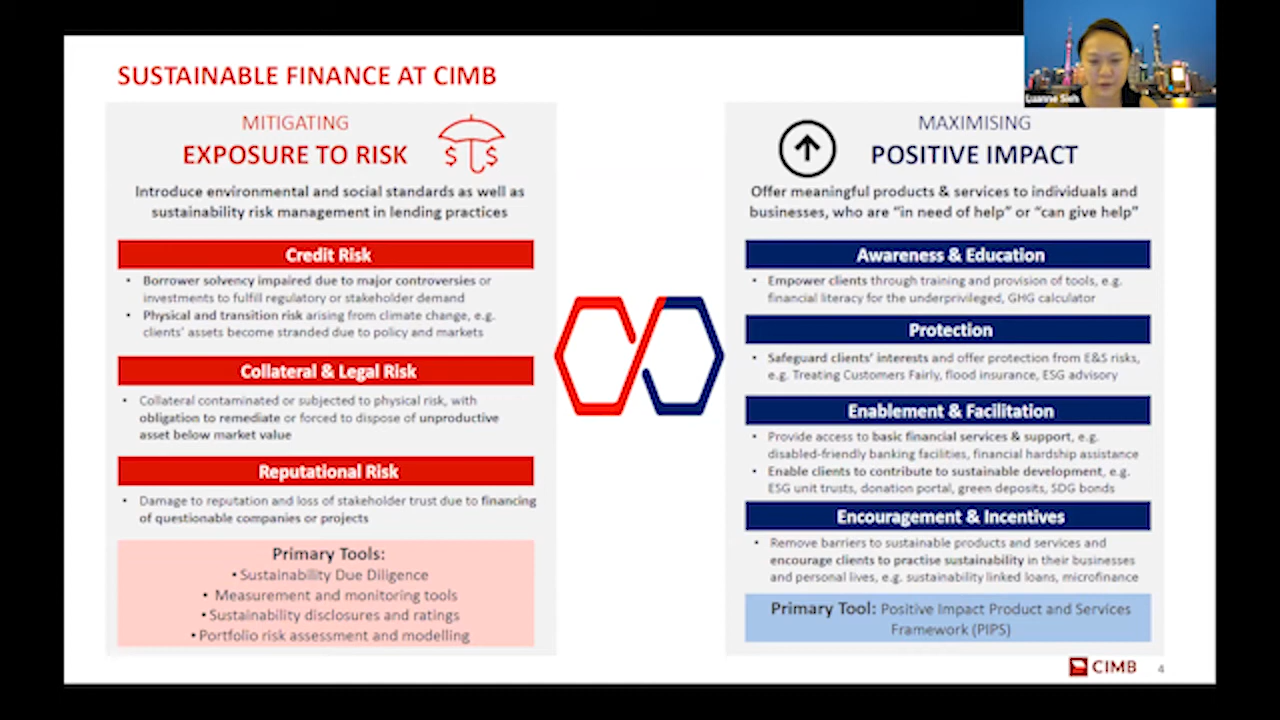 SUSTAINABLE FINANCE AT CIMB
Luanne Sieh
MITIGATING
EXPOSURE TO RISK
$ $
Introduce environmental and social standards as well as
sustainability risk management in lending practices
Credit Risk
• Borrower solvency impaired due to major controversies or
investments to fulfill regulatory or stakeholder demand
• Physical and transition risk arising from climate change, e.g.
clients' assets become stranded due to policy and markets
Collateral & Legal Risk
• Collateral contaminated or subjected to physical risk, with
obligation to remediate or forced to dispose of unproductive
asset below market value
Reputational Risk
• Damage to reputation and loss of stakeholder trust due to financing
of questionable companies or projects
Primary Tools:
• Sustainability Due Diligence
• Measurement and monitoring tools
• Sustainability disclosures and ratings
• Portfolio risk assessment and modelling
MAXIMISING
POSITIVE IMPACT
Offer meaningful products & services to individuals and
businesses, who are “in need of help” or “can give help”
Awareness & Education
• Empower clients through training and provision of tools, e.g.
financial literacy for the underprivileged, GHG calculator
Protection
• Safeguard clients' interests and offer protection from E&S risks,
e.g. Treating Customers Fairly, flood insurance, ESG advisory
Enablement & Facilitation
• Provide access to basic financial services & support, e.g.
disabled-friendly banking facilities, financial hardship assistance
• Enable clients to contribute to sustainable development, e.g.
ESG unit trusts, donation portal, green deposits, SDG bonds
Encouragement & Incentives
• Remove barriers to sustainable products and services and
encourage clients to practise sustainability in their businesses
and personal lives, e.g. sustainability linked loans, microfinance
Primary Tool: Positive Impact Product and Services
Framework (PIPS)
CIMB
4